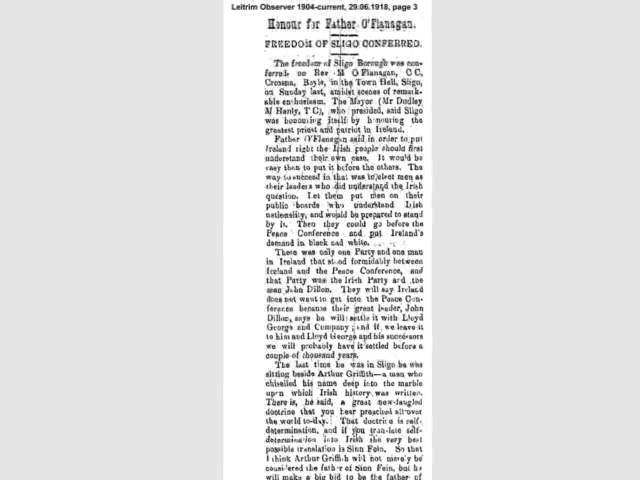 Leitrim Observer 1904-current, 29.06.1918, page 3
Honour for Father O'Flanagan.
FREEDOM OF SLIGO CONFERRED.
The freedom of Sligo Borough was con-
ferred on Rev M O Flanagan, C C,
Crossna, Boyle, in the Town Hall, Sligo,
on Sunday last, amidst scenes of remark-
able enthusiasm. The Mayor (Mr Dudley
M Hanly, T C), who presided, said Sligo
was honouring itself by honouring the
greatest priest and patriot in Ireland.
Father O'Flanagan said in order to put
Ireland right the Irish people should first
understand their own case. It would be
easy then to put it before the others. The
way to succeed in that was to elect men as
their leaders who did understand the Irish
question. Let them put men on their
public boards who understand Irish
nationality, and would be prepared to stand
by it. Then they could go before the
Peace Conference and put Ireland's
demand in black and white.
There was only one Party and one man
in Ireland that stood formidably between
Iceland and the Peace Conference, and
that Party was the Irish Party and the
man John Dillon. They will say Ireland
does not want to get into the Peace Con-
ference because their great leader, John
Dillon, says he will settle it with Lloyd
George and Company; and if we leave it
to him and Lloyd George and his successors
we will probably have it settled before a
couple of thousand years.
The last time he was in Sligo he was
sitting beside Arthur Griffith—a man who
chiselled his name deep into the marble
upon which Irish history was written.
There is, he said, a great new-fangled
doctrine that you hear preached all over
the world to-day. That doctrine is self-
determination, and if you translate self-
determination into Irish the very best
possible translation is Sinn Fein. So that
I think Arthur Griffith will not merely be
considered the father of Sinn Fein, but he
will make a big bid to be the father of